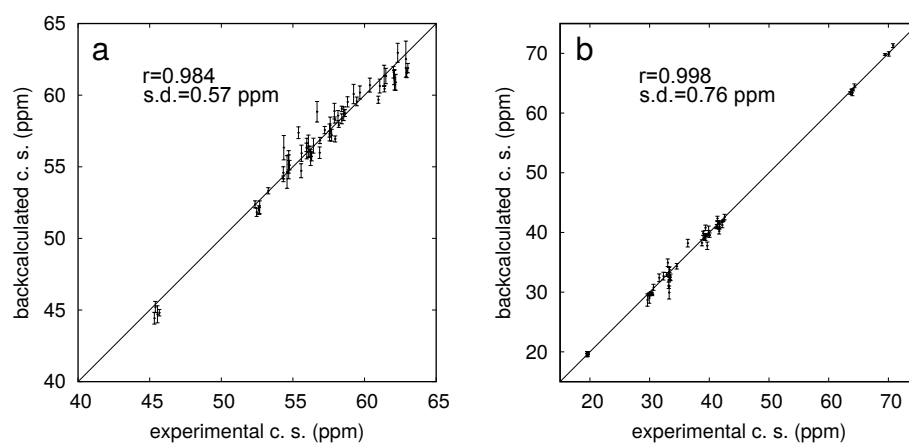 a
r=0.984
s.d.=0.57 ppm
65
60
55
50
45
40
40 45 50 55 60 65
backcalculated c. s. (ppm)
experimental c. s. (ppm)
b
r=0.998
s.d.=0.76 ppm
70
60
50
40
30
20
20 30 40 50 60 70
backcalculated c. s. (ppm)
experimental c. s. (ppm)